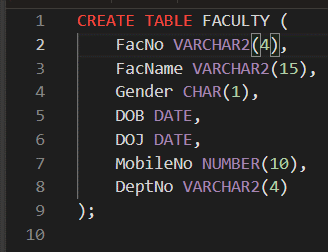 1 CREATE TABLE FACULTY (
2 FacNo VARCHAR2(4),
3 FacName VARCHAR2(15),
4 Gender CHAR(1),
5 DOB DATE,
6 DOJ DATE,
7 MobileNo NUMBER(10),
8 DeptNo VARCHAR2(4)
9 );
10